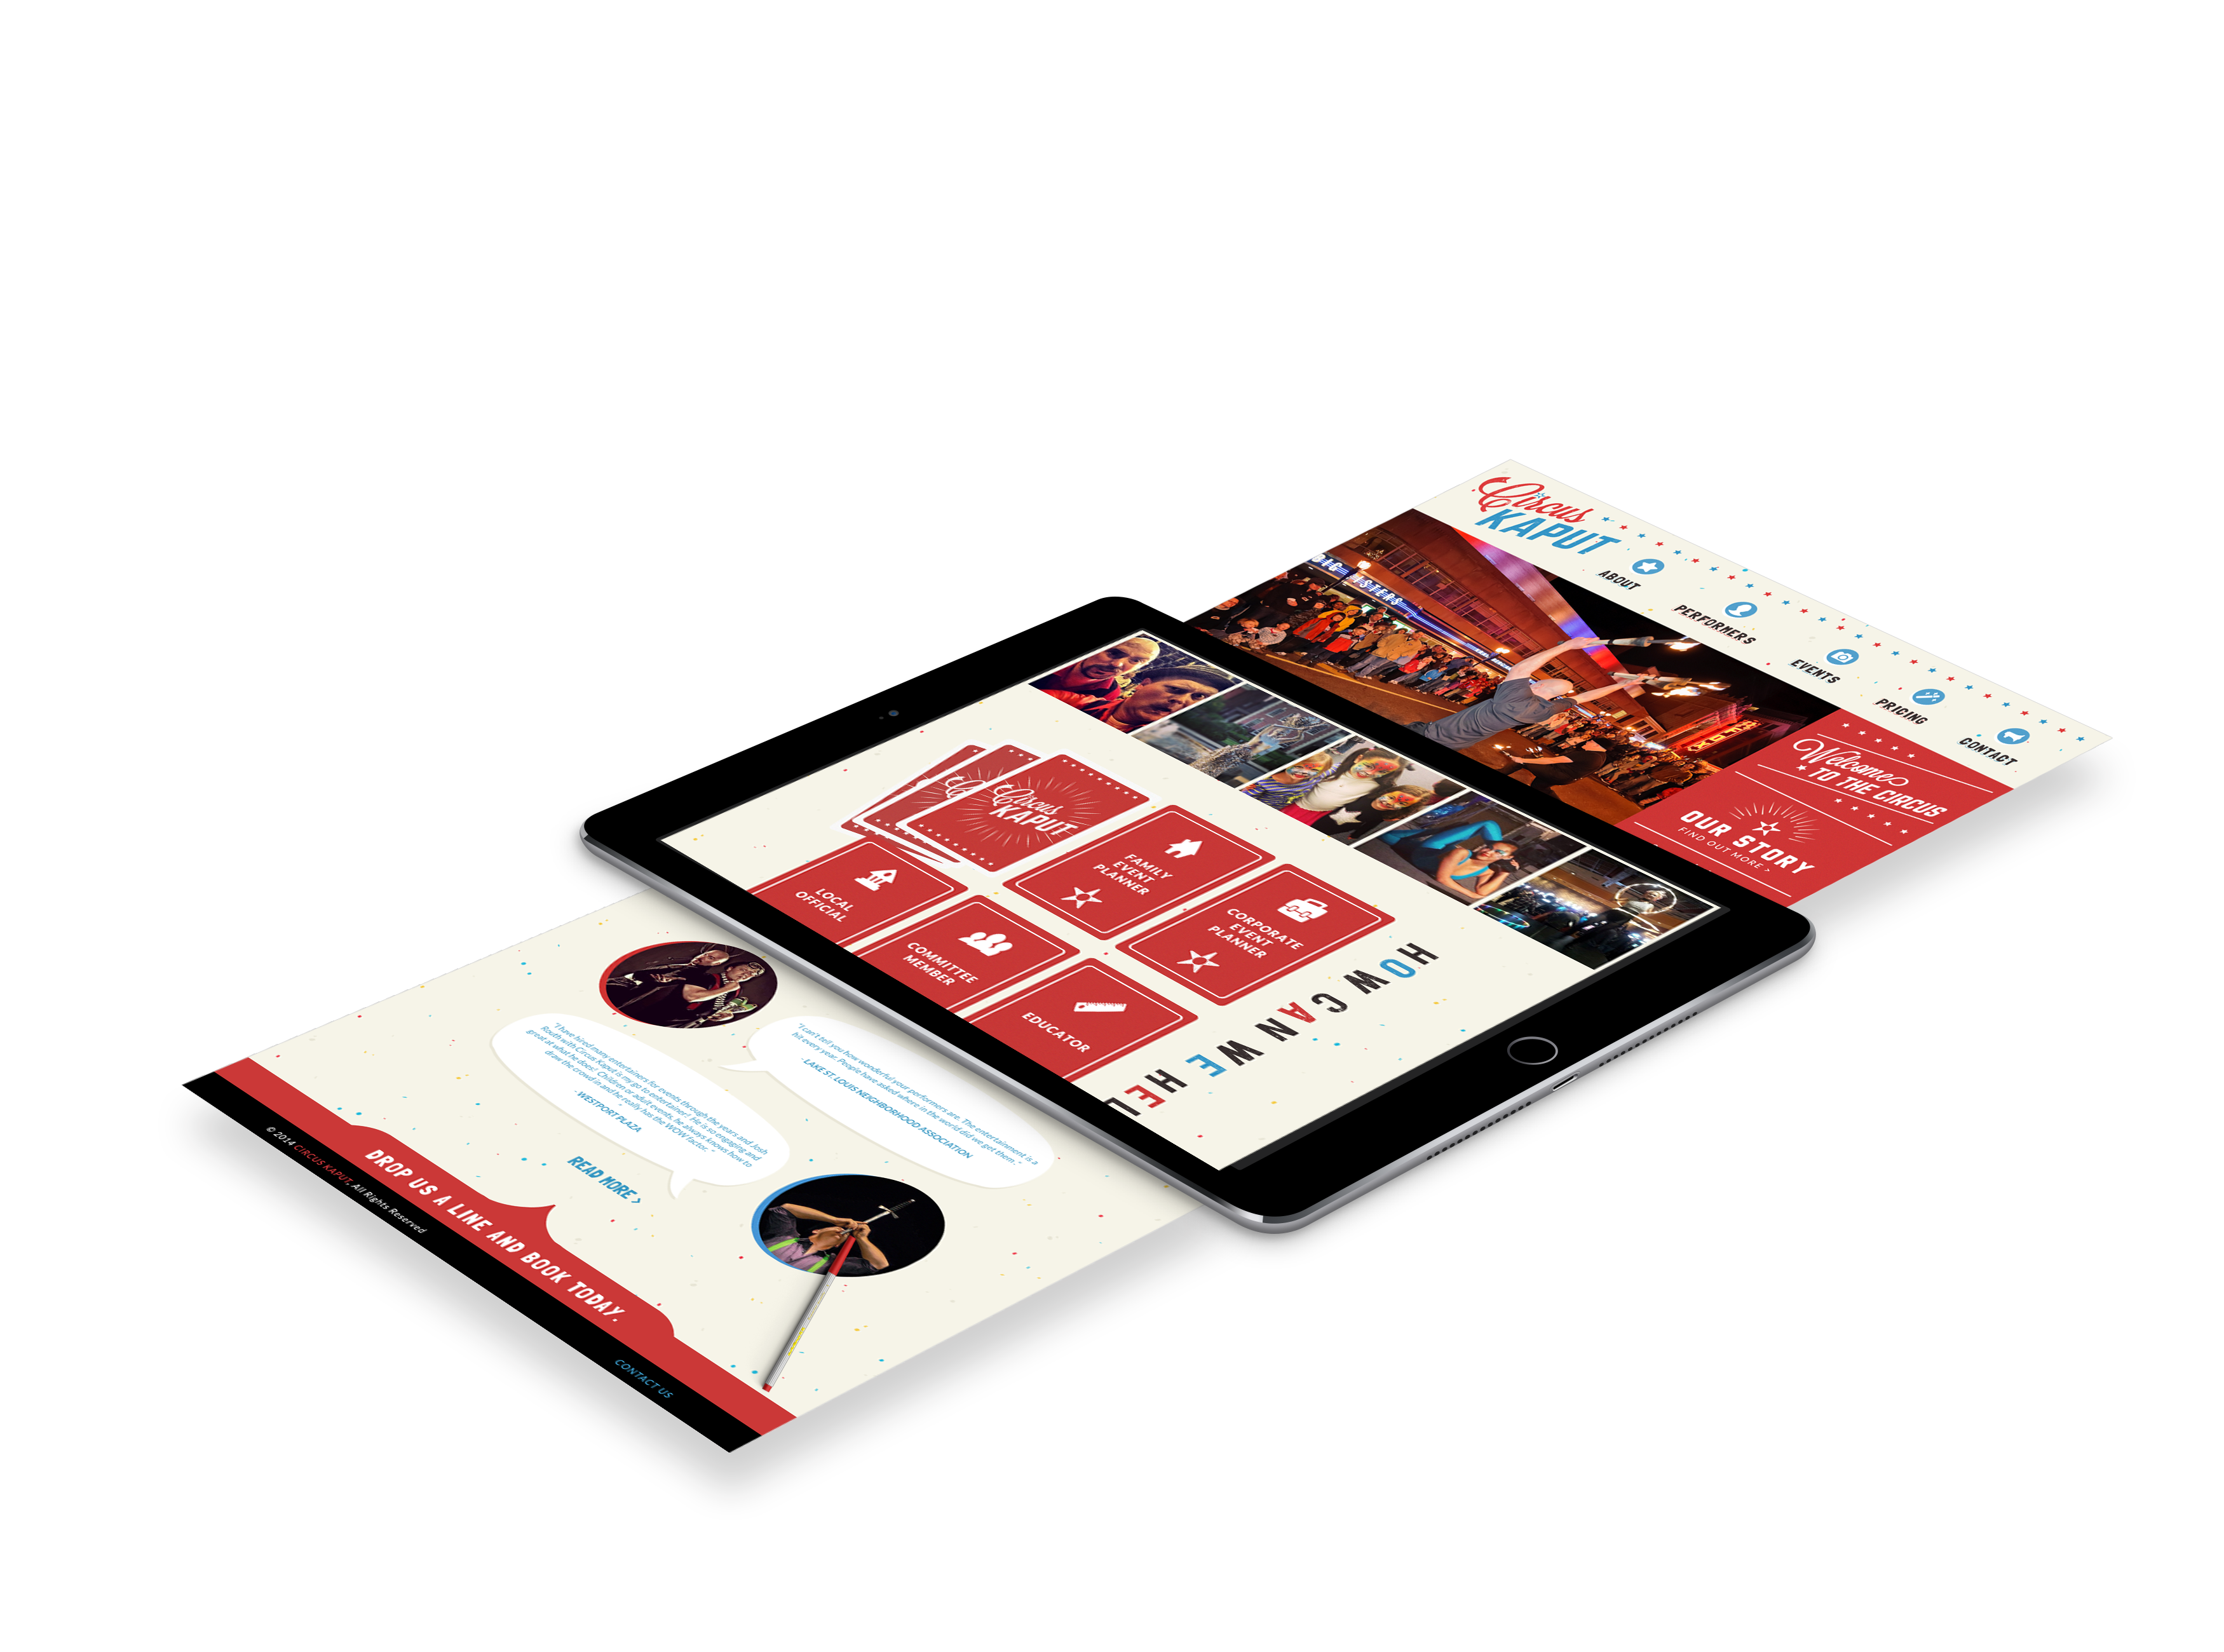 Circus
KAPUT
ABOUT
PERFORMERS
EVENTS
PRICING
CONTACT
Welcome
TO THE CIRCUS
OUR STORY
FIND OUT MORE >
HOW CAN WE HE
Circus
KAPUT
FAMILY
EVENT
PLANNER
CORPORATE
EVENT
PLANNER
LOCAL
OFFICIAL
COMMITTEE
MEMBER
EDUCATOR
"I can't tell you how wonderful your performers are. The entertainment is a
hit every year. People have asked where in the world did we get them."
- LAKE ST. LOUIS NEIGHBORHOOD ASSOCIATION
"I have hired many entertainers for events through the years and Josh
Routh with Circus Kaput is my go to entertainer! He is so engaging and
great at what he does! Children or adult events, he always knows how to
draw the crowd in and he really has the WOW factor. "
- WESTPORT PLAZA
READ MORE >
DROP US A LINE AND BOOK TODAY.
© 2014 CIRCUS KAPUT, All Rights Reserved
CONTACT US